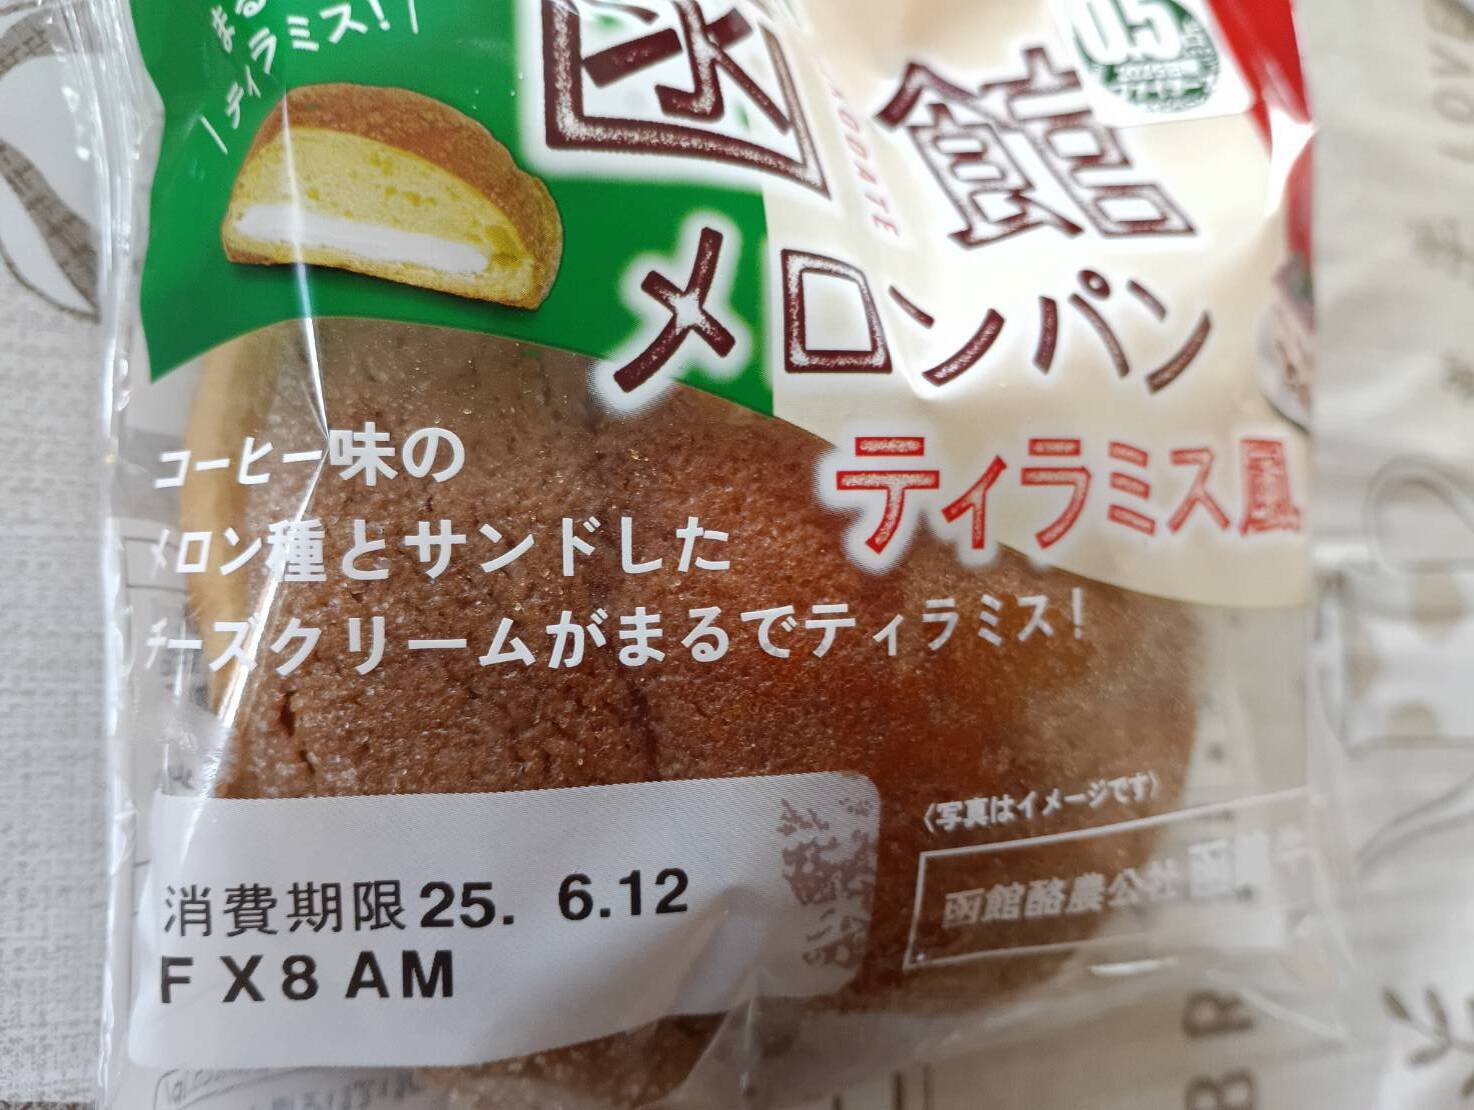 まる
ティラミス！
函館
メロンパン
ティラミス風
コーヒー味の
メロン種とサンドした
チーズクリームがまるでティラミス！
〈写真はイメージです〉
函館酪農公社
消費期限25. 6.12
FX8AM